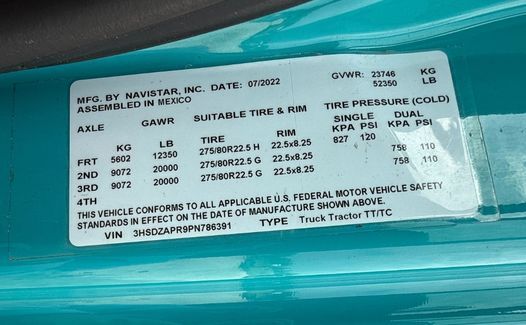 MFG. BY NAVISTAR, INC. DATE: 07/2022 GVWR: 23746 KG
ASSEMBLED IN MEXICO 52350 LB
AXLE GAWR SUITABLE TIRE & RIM TIRE PRESSURE (COLD)
SINGLE DUAL
KG LB TIRE RIM KPA PSI KPA PSI
FRT 5602 12350 275/80R22.5 H 22.5x8.25 827 120
2ND 9072 20000 275/80R22.5 G 22.5x8.25 758 110
3RD 9072 20000 275/80R22.5 G 22.5x8.25 758 110
4TH
THIS VEHICLE CONFORMS TO ALL APPLICABLE U.S. FEDERAL MOTOR VEHICLE SAFETY
STANDARDS IN EFFECT ON THE DATE OF MANUFACTURE SHOWN ABOVE.
VIN 3HSDZAPR9PN786391 TYPE Truck Tractor TT/TC